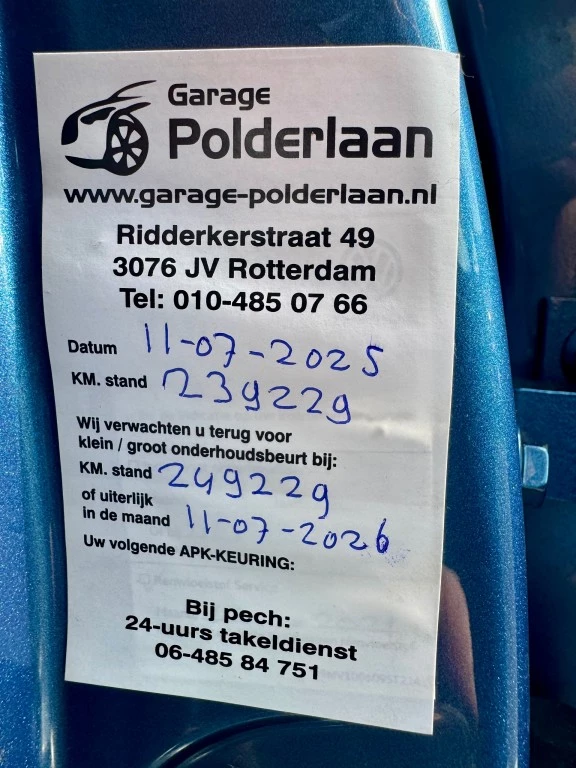 Garage
Polderlaan
www.garage-polderlaan.nl
Ridderkerstraat 49
3076 JV Rotterdam
Tel: 010-485 07 66
Datum 11-07-2025
KM. stand 239229
Wij verwachten u terug voor
klein / groot onderhoudsbeurt bij:
KM. stand 249229
of uiterlijk
in de maand 11-07-2026
Uw volgende APK-KEURING:
Bij pech:
24-uurs takeldienst
06-485 84 751